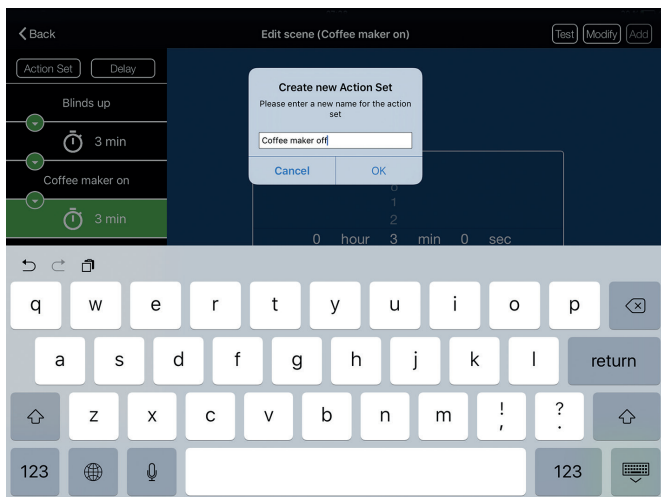 Back
Edit scene (Coffee maker on)
Test Modify Add
Action Set Delay
Blinds up
3 min
Coffee maker on
3 min
Create new Action Set
Please enter a new name for the action
set
Coffee maker off
Cancel OK
1
2
0 hour 3 min 0 sec
q w e r t y u i o p
a s d f g h j k l return
z x c v b n m ! , ? .
123 123